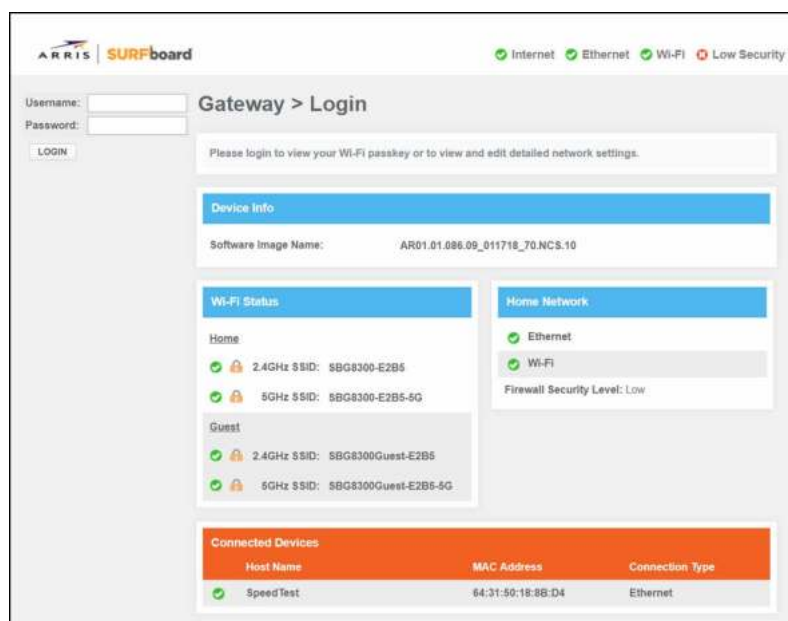 ARRIS SURFboard
Internet Ethernet Wi-Fi Low Security
Username:
Password:
LOGIN
Gateway > Login
Please login to view your Wi-Fi passkey or to view and edit detailed network settings.
Device Info
Software Image Name: AR01.01.086.09_011718_70.NCS.10
Wi-Fi Status
Home
2.4GHz SSID: SBG8300-E2B5
5GHz SSID: SBG8300-E2B5-5G
Guest
2.4GHz SSID: SBG8300Guest-E2B5
5GHz SSID: SBG8300Guest-E2B5-5G
Home Network
Ethernet
Wi-Fi
Firewall Security Level: Low
Connected Devices
Host Name MAC Address Connection Type
SpeedTest 64:31:50:18:8B:D4 Ethernet